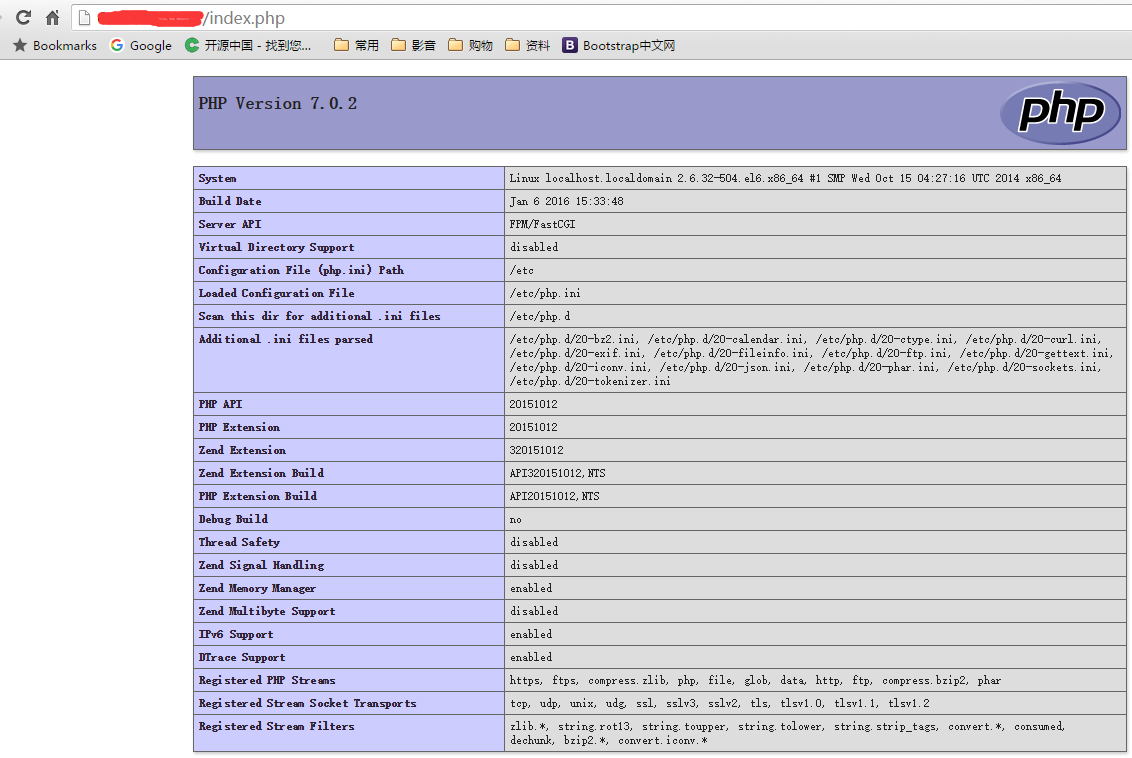 /index.php
Bookmarks Google 开源中国 - 找到您... 常用 影音 购物 资料 B Bootstrap中文网
PHP Version 7.0.2
php
System Linux localhost.localdomain 2.6.32-504.el6.x86_64 #1 SMP Wed Oct 15 04:27:16 UTC 2014 x86_64
Build Date Jan 6 2016 15:33:48
Server API FPM/FastCGI
Virtual Directory Support disabled
Configuration File (php.ini) Path /etc
Loaded Configuration File /etc/php.ini
Scan this dir for additional .ini files /etc/php.d
Additional .ini files parsed /etc/php.d/20-bz2.ini, /etc/php.d/20-calendar.ini, /etc/php.d/20-ctype.ini, /etc/php.d/20-curl.ini,
/etc/php.d/20-exif.ini, /etc/php.d/20-fileinfo.ini, /etc/php.d/20-ftp.ini, /etc/php.d/20-gettext.ini,
/etc/php.d/20-iconv.ini, /etc/php.d/20-json.ini, /etc/php.d/20-phar.ini, /etc/php.d/20-sockets.ini,
/etc/php.d/20-tokenizer.ini
PHP API 20151012
PHP Extension 20151012
Zend Extension 320151012
Zend Extension Build API320151012,NTS
PHP Extension Build API20151012,NTS
Debug Build no
Thread Safety disabled
Zend Signal Handling disabled
Zend Memory Manager enabled
Zend Multibyte Support disabled
IPv6 Support enabled
DTrace Support enabled
Registered PHP Streams https, ftps, compress.zlib, php, file, glob, data, http, ftp, compress.bzip2, phar
Registered Stream Socket Transports tcp, udp, unix, udg, ssl, sslv3, sslv2, tls, tlsv1.0, tlsv1.1, tlsv1.2
Registered Stream Filters zlib.*, string.rot13, string.toupper, string.tolower, string.strip_tags, convert.*, consumed,
dechunk, bzip2.*, convert.iconv.*